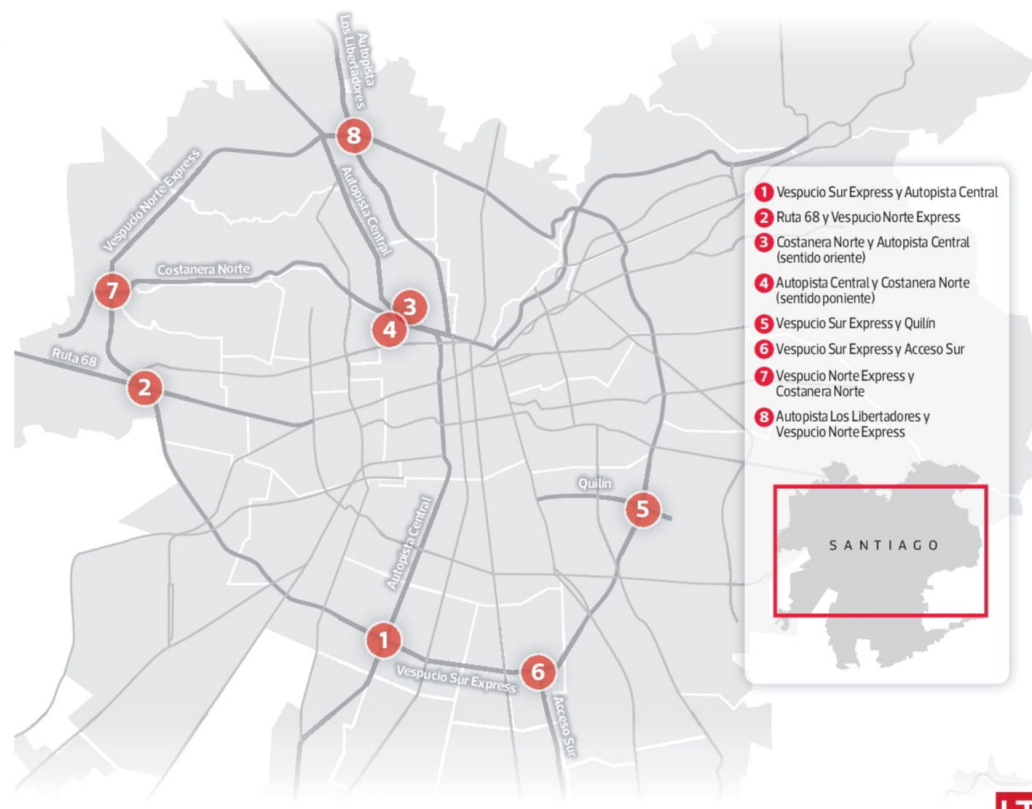 Autopista
Los Libertadores
8
Vespucio Norte Express
Autopista Central
Costanera Norte
7
3
4
Ruta 68
2
Quilín
5
Autopista Central
1
Vespucio Sur Express
6
Acceso Sur
1 Vespucio Sur Express y Autopista Central
2 Ruta 68 y Vespucio Norte Express
3 Costanera Norte y Autopista Central
(sentido oriente)
4 Autopista Central y Costanera Norte
(sentido poniente)
5 Vespucio Sur Express y Quilín
6 Vespucio Sur Express y Acceso Sur
7 Vespucio Norte Express y
Costanera Norte
8 Autopista Los Libertadores y
Vespucio Norte Express
SANTIAGO
LT